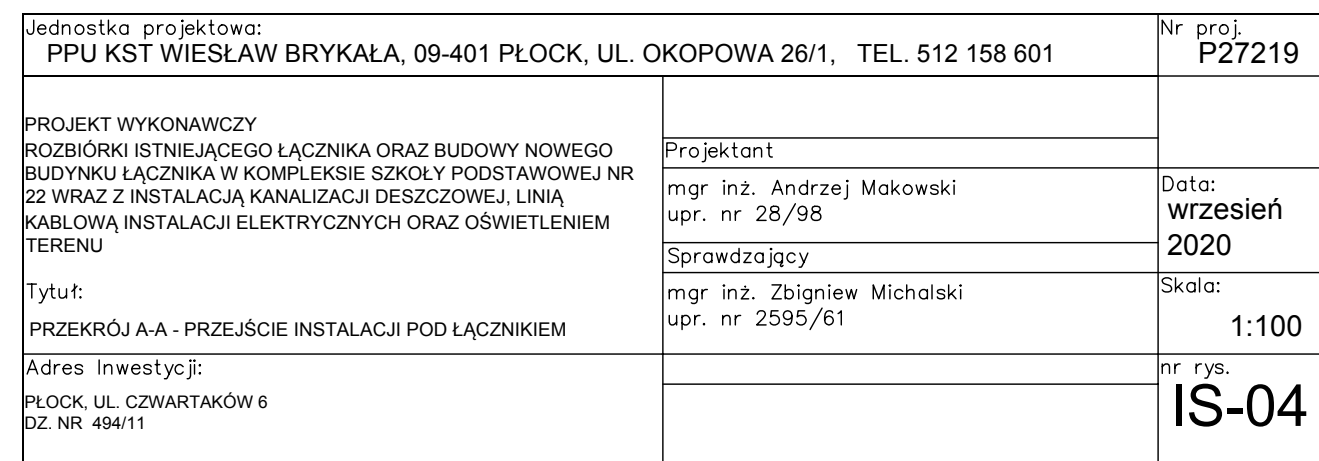 Jednostka projektowa:
PPU KST WIESŁAW BRYKAŁA, 09-401 PŁOCK, UL. OKOPOWA 26/1, TEL. 512 158 601
Nr proj.
P27219
PROJEKT WYKONAWCZY
ROZBIÓRKI ISTNIEJĄCEGO ŁĄCZNIKA ORAZ BUDOWY NOWEGO
BUDYNKU ŁĄCZNIKA W KOMPLEKSIE SZKOŁY PODSTAWOWEJ NR
22 WRAZ Z INSTALACJĄ KANALIZACJI DESZCZOWEJ, LINIĄ
KABLOWĄ INSTALACJI ELEKTRYCZNYCH ORAZ OŚWIETLENIEM
TERENU
Tytuł:
PRZEKRÓJ A-A - PRZEJŚCIE INSTALACJI POD ŁĄCZNIKIEM
Projektant
mgr inż. Andrzej Makowski
upr. nr 28/98
Sprawdzający
mgr inż. Zbigniew Michalski
upr. nr 2595/61
Data:
wrzesień
2020
Skala:
1:100
Adres Inwestycji:
PŁOCK, UL. CZWARTAKÓW 6
DZ. NR 494/11
nr rys.
IS-04